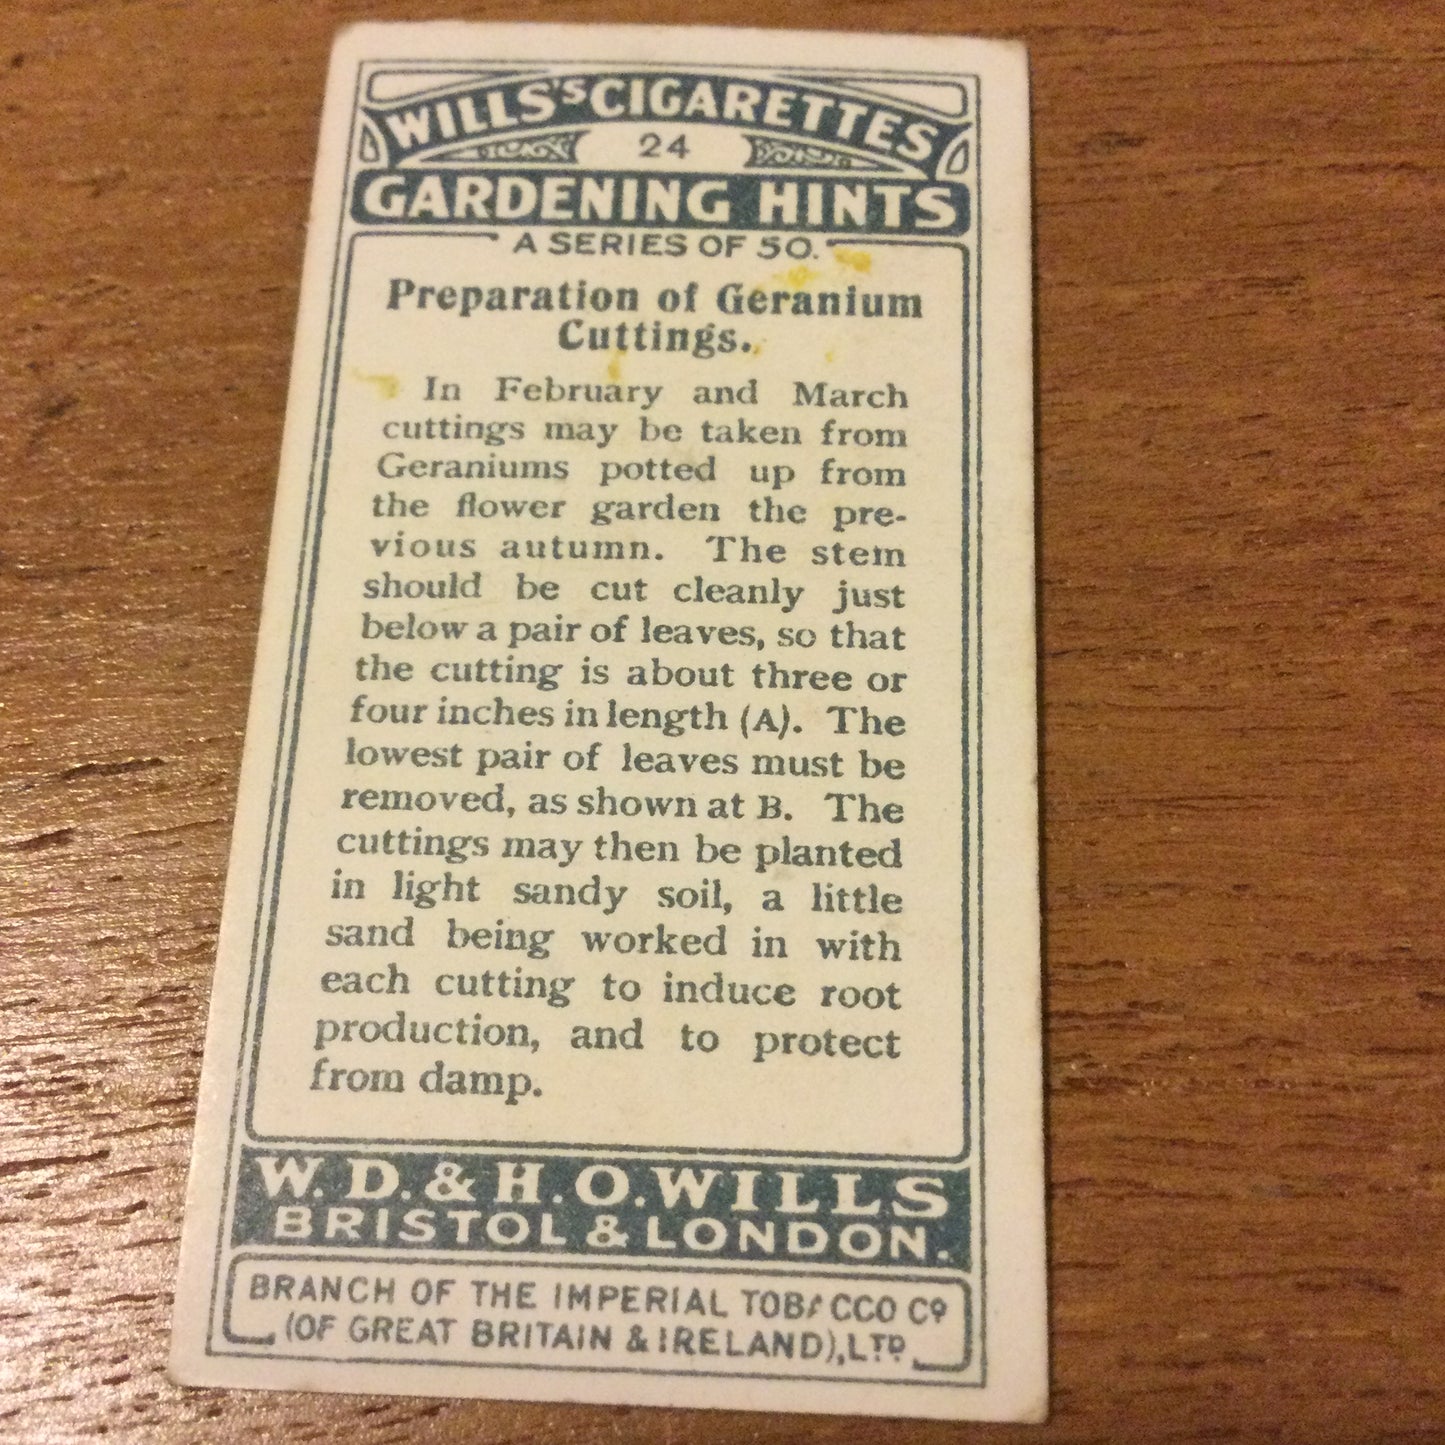 WILLS'S CIGARETTES
24
GARDENING HINTS
A SERIES OF 50.
Preparation of Geranium
Cuttings.
In February and March
cuttings may be taken from
Geraniums potted up from
the flower garden the pre-
vious autumn. The stem
should be cut cleanly just
below a pair of leaves, so that
the cutting is about three or
four inches in length (A). The
lowest pair of leaves must be
removed, as shown at B. The
cuttings may then be planted
in light sandy soil, a little
sand being worked in with
each cutting to induce root
production, and to protect
from damp.
W. D. & H. O. WILLS
BRISTOL & LONDON.
BRANCH OF THE IMPERIAL TOBACCO CO
(OF GREAT BRITAIN & IRELAND), LTD.